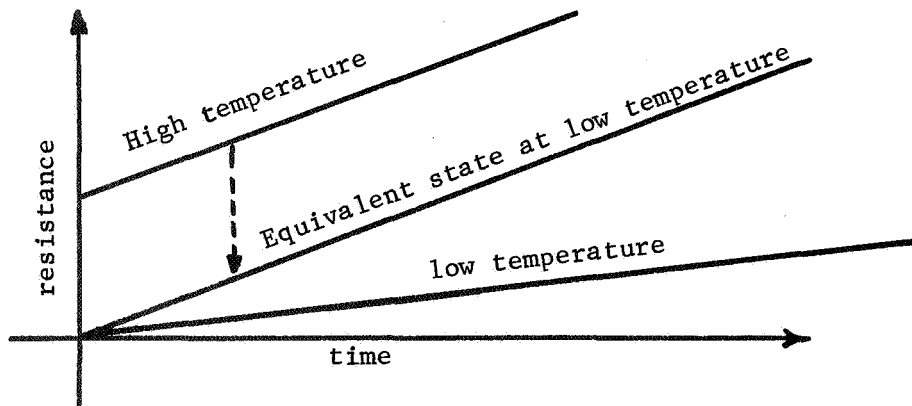 High temperature
Equivalent state at low temperature
low temperature
resistance
time